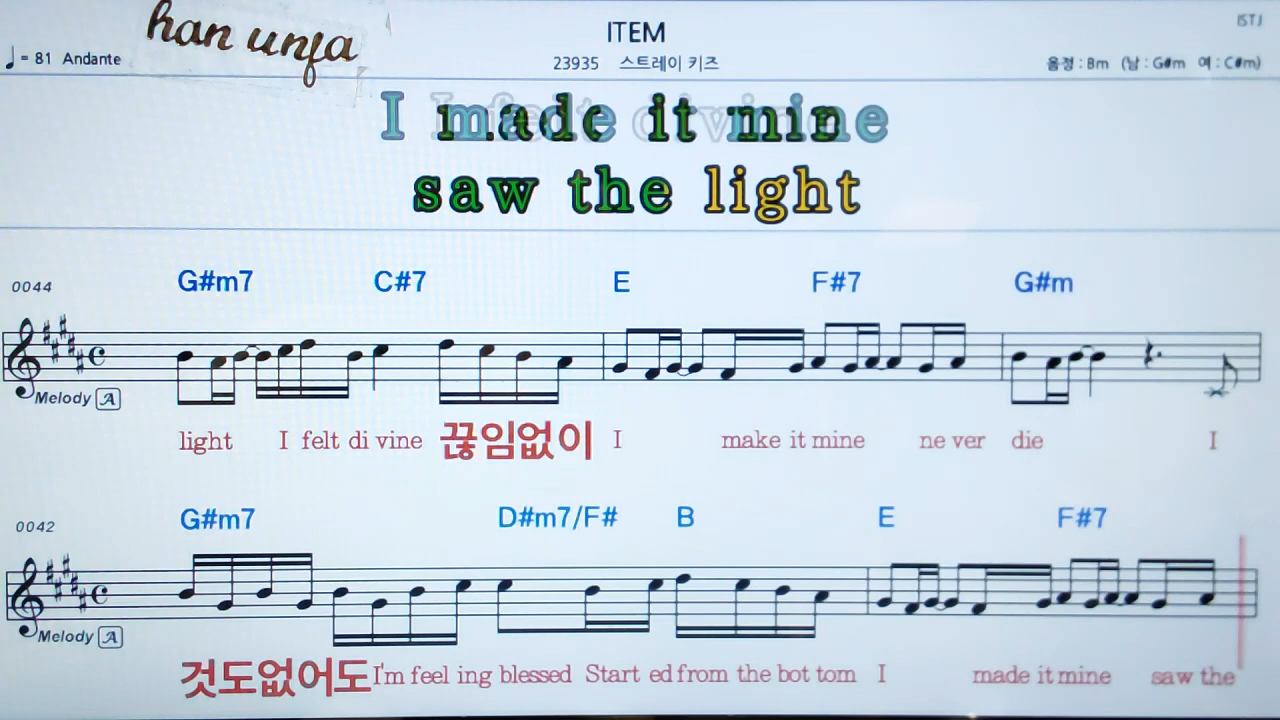 han unja
ITEM
ISTJ
♩= 81 Andante
23935 스트레이 키즈
음정 : Bm (남 : G#m 여 : C#m)
I made it mine
saw the light
G#m7 C#7 E F#7 G#m
0044
Melody A
light I felt di vine 끊임없이 I make it mine ne ver die I
G#m7 D#m7/F# B E F#7
0042
Melody A
것도없어도 I'm feel ing blessed Start ed from the bot tom I made it mine saw the